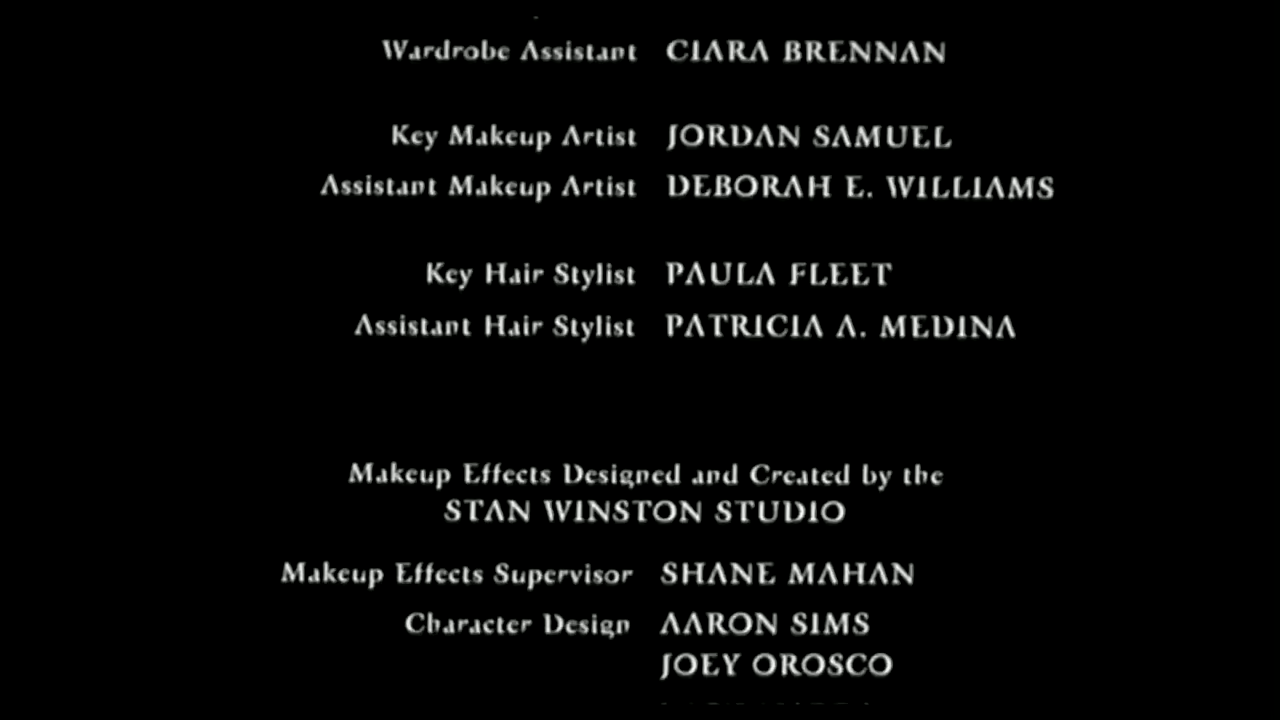 Wardrobe Assistant CIARA BRENNAN
Key Makeup Artist JORDAN SAMUEL
Assistant Makeup Artist DEBORAH E. WILLIAMS
Key Hair Stylist PAULA FLEET
Assistant Hair Stylist PATRICIA A. MEDINA
Makeup Effects Designed and Created by the
STAN WINSTON STUDIO
Makeup Effects Supervisor SHANE MAHAN
Character Design AARON SIMS
JOEY OROSCO